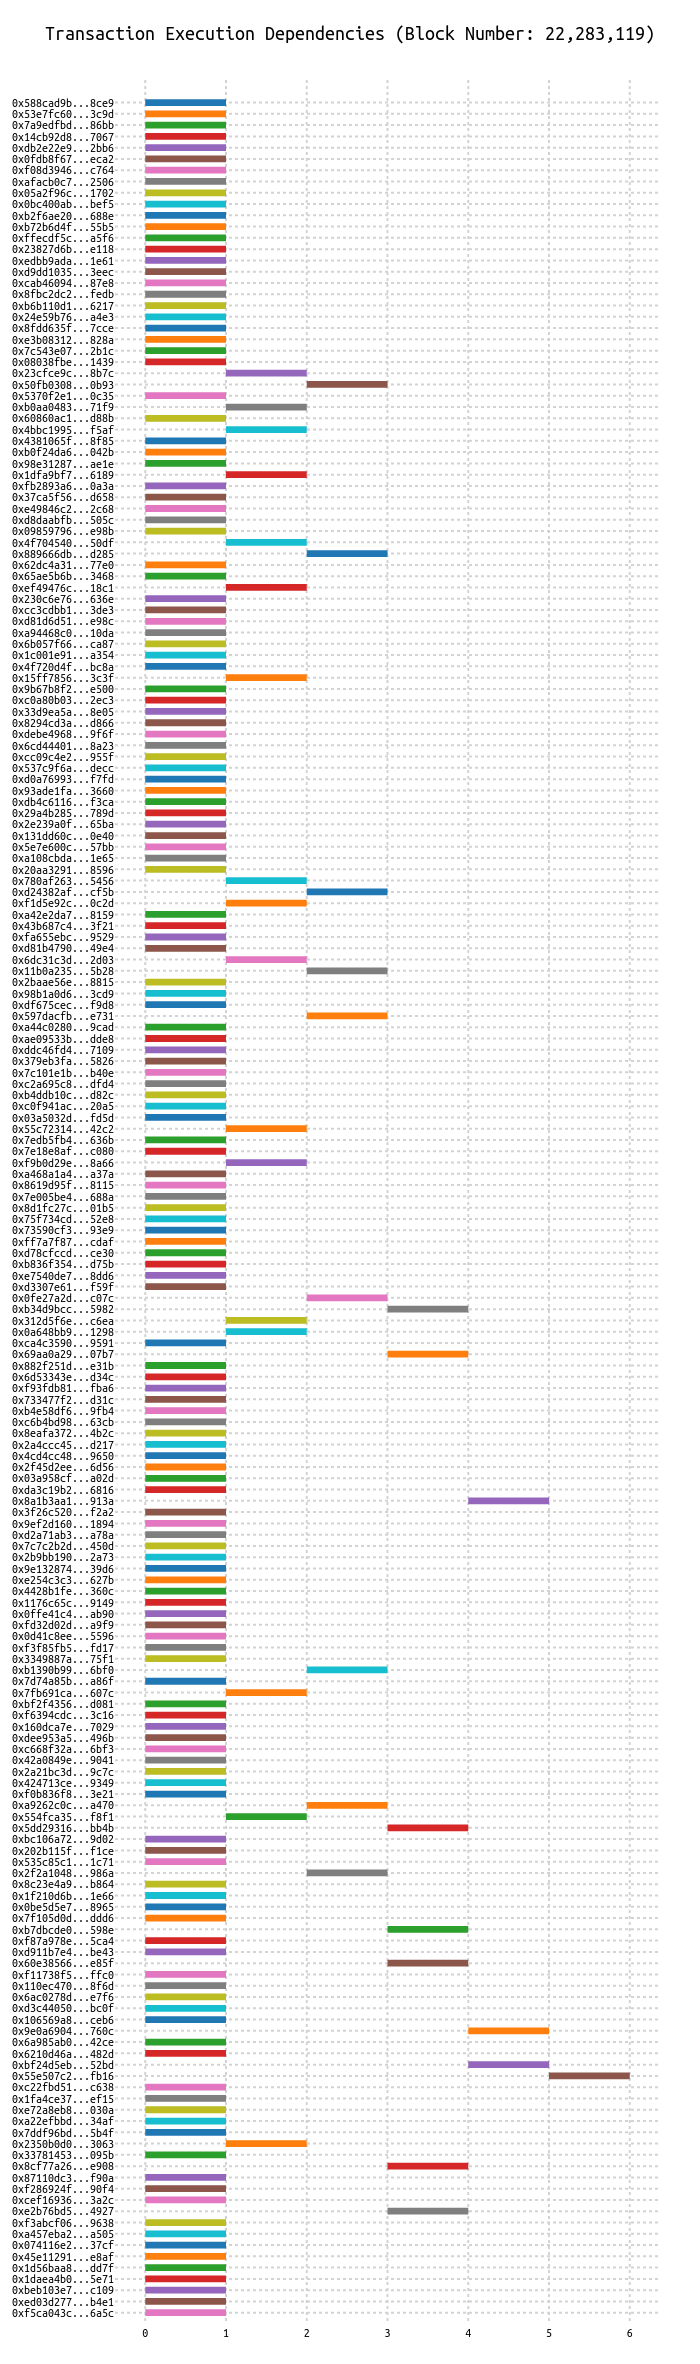 Transaction Execution Dependencies (Block Number: 22,283,119)
0x588cad9b...8ce9
0x53e7fc60...3c9d
0x7a9edfbd...86bb
0x14cb92d8...7067
0xdb2e22e9...2bb6
0x0fdb8f67...eca2
0xf08d3946...c764
0xafacb0c7...2506
0x05a2f96c...1702
0x0bc400ab...bef5
0xb2f6ae20...688e
0xb72b6d4f...55b5
0xffecdf5c...a5f6
0x23827d6b...e118
0xedbb9ada...1e61
0xd9dd1035...3eec
0xcab46094...87e8
0x8fbc2dc2...fedb
0xb6b110d1...6217
0x24e59b76...a4e3
0x8fdd635f...7cce
0xe3b08312...828a
0x7c543e07...2b1c
0x08038fbe...1439
0x23cfce9c...8b7c
0x50fb0308...0b93
0x5370f2e1...0c35
0xb0aa0483...71f9
0x60860ac1...d88b
0x4bbc1995...f5af
0x4381065f...8f85
0xb0f24da6...042b
0x98e31287...ae1e
0x1dfa9bf7...6189
0xfb2893a6...0a3a
0x37ca5f56...d658
0xe49846c2...2c68
0xd8daabfb...505c
0x09859796...e98b
0x4f704540...50df
0x889666db...d285
0x62dc4a31...77e0
0x65ae5b6b...3468
0xef49476c...18c1
0x230c6e76...636e
0xcc3cdbb1...3de3
0xd81d6d51...e98c
0xa94468c0...10da
0x6b057f66...ca87
0x1c001e91...a354
0x4f720d4f...bc8a
0x15ff7856...3c3f
0x9b67b8f2...e500
0xc0a80b03...2ec3
0x33d9ea5a...8e05
0x8294cd3a...d866
0xdebe4968...9f6f
0x6cd44401...8a23
0xcc09c4e2...955f
0x537c9f6a...decc
0xd0a76993...f7fd
0x93ade1fa...3660
0xdb4c6116...f3ca
0x29a4b285...789d
0x2e239a0f...65ba
0x131dd60c...0e40
0x5e7e600c...57bb
0xa108cbda...1e65
0x20aa3291...8596
0x780af263...5456
0xd24382af...cf5b
0xf1d5e92c...0c2d
0xa42e2da7...8159
0x43b687c4...3f21
0xfa655ebc...9529
0xd81b4790...49e4
0x6dc31c3d...2d03
0x11b0a235...5b28
0x2baae56e...8815
0x98b1a0d6...3cd9
0xdf675cec...f9d8
0x597dacfb...e731
0xa44c0280...9cad
0xae09533b...dde8
0xddc46fd4...7109
0x379eb3fa...5826
0x7c101e1b...b40e
0xc2a695c8...dfd4
0xb4ddb10c...d82c
0xc0f941ac...20a5
0x03a5032d...fd5d
0x55c72314...42c2
0x7edb5fb4...636b
0x7e18e8af...c080
0xf9b0d29e...8a66
0xa468a1a4...a37a
0x8619d95f...8115
0x7e005be4...688a
0x8d1fc27c...01b5
0x75f734cd...52e8
0x73590cf3...93e9
0xff7a7f87...cdaf
0xd78cfccd...ce30
0xb836f354...d75b
0xe7540de7...8dd6
0xd3307e61...f59f
0x0fe27a2d...c07c
0xb34d9bcc...5982
0x312d5f6e...c6ea
0x0a648bb9...1298
0xca4c3590...9591
0x69aa0a29...07b7
0x882f251d...e31b
0x6d53343e...d34c
0xf93fdb81...fba6
0x733477f2...d31c
0xb4e58df6...9fb4
0xc6b4bd98...63cb
0x8eafa372...4b2c
0x2a4ccc45...d217
0x4cd4cc48...9650
0x2f45d2ee...6d56
0x03a958cf...a02d
0xda3c19b2...6816
0x8a1b3aa1...913a
0x3f26c520...f2a2
0x9ef2d160...1894
0xd2a71ab3...a78a
0x7c7c2b2d...450d
0x2b9bb190...2a73
0x9e132874...39d6
0xe254c3c3...627b
0x4428b1fe...360c
0x1176c65c...9149
0x0ffe41c4...ab90
0xfd32d02d...a9f9
0x0d41c8ee...5596
0xf3f85fb5...fd17
0x3349887a...75f1
0xb1390b99...6bf0
0x7d74a85b...a86f
0x7fb691ca...607c
0xbf2f4356...d081
0xf6394cdc...3c16
0x160dca7e...7029
0xdee953a5...496b
0xc668f32a...6bf3
0x42a0849e...9041
0x2a21bc3d...9c7c
0x424713ce...9349
0xf0b836f8...3e21
0xa9262c0c...a470
0x554fca35...f8f1
0x5dd29316...bb4b
0xbc106a72...9d02
0x202b115f...f1ce
0x535c85c1...1c71
0x2f2a1048...986a
0x8c23e4a9...b864
0x1f210d6b...1e66
0x0be5d5e7...8965
0x7f105d0d...ddd6
0xb7dbcde0...598e
0xf87a978e...5ca4
0xd911b7e4...be43
0x60e38566...e85f
0xf11738f5...ffc0
0x110ec470...8f6d
0x6ac0278d...e7f6
0xd3c44050...bc0f
0x106569a8...ceb6
0x9e0a6904...760c
0x6a985ab0...42ce
0x6210d46a...482d
0xbf24d5eb...52bd
0x55e507c2...fb16
0xc22fbd51...c638
0x1fa4ce37...ef15
0xe72a8eb8...030a
0xa22efbbd...34af
0x7ddf96bd...5b4f
0x2350b0d0...3063
0x33781453...095b
0x8cf77a26...e908
0x87110dc3...f90a
0xf286924f...90f4
0xcef16936...3a2c
0xe2b76bd5...4927
0xf3abcf06...9638
0xa457eba2...a505
0x074116e2...37cf
0x45e11291...e8af
0x1d56baa8...dd7f
0x1daea4b0...5e71
0xbeb103e7...c109
0xed03d277...b4e1
0xf5ca043c...6a5c
0 1 2 3 4 5 6